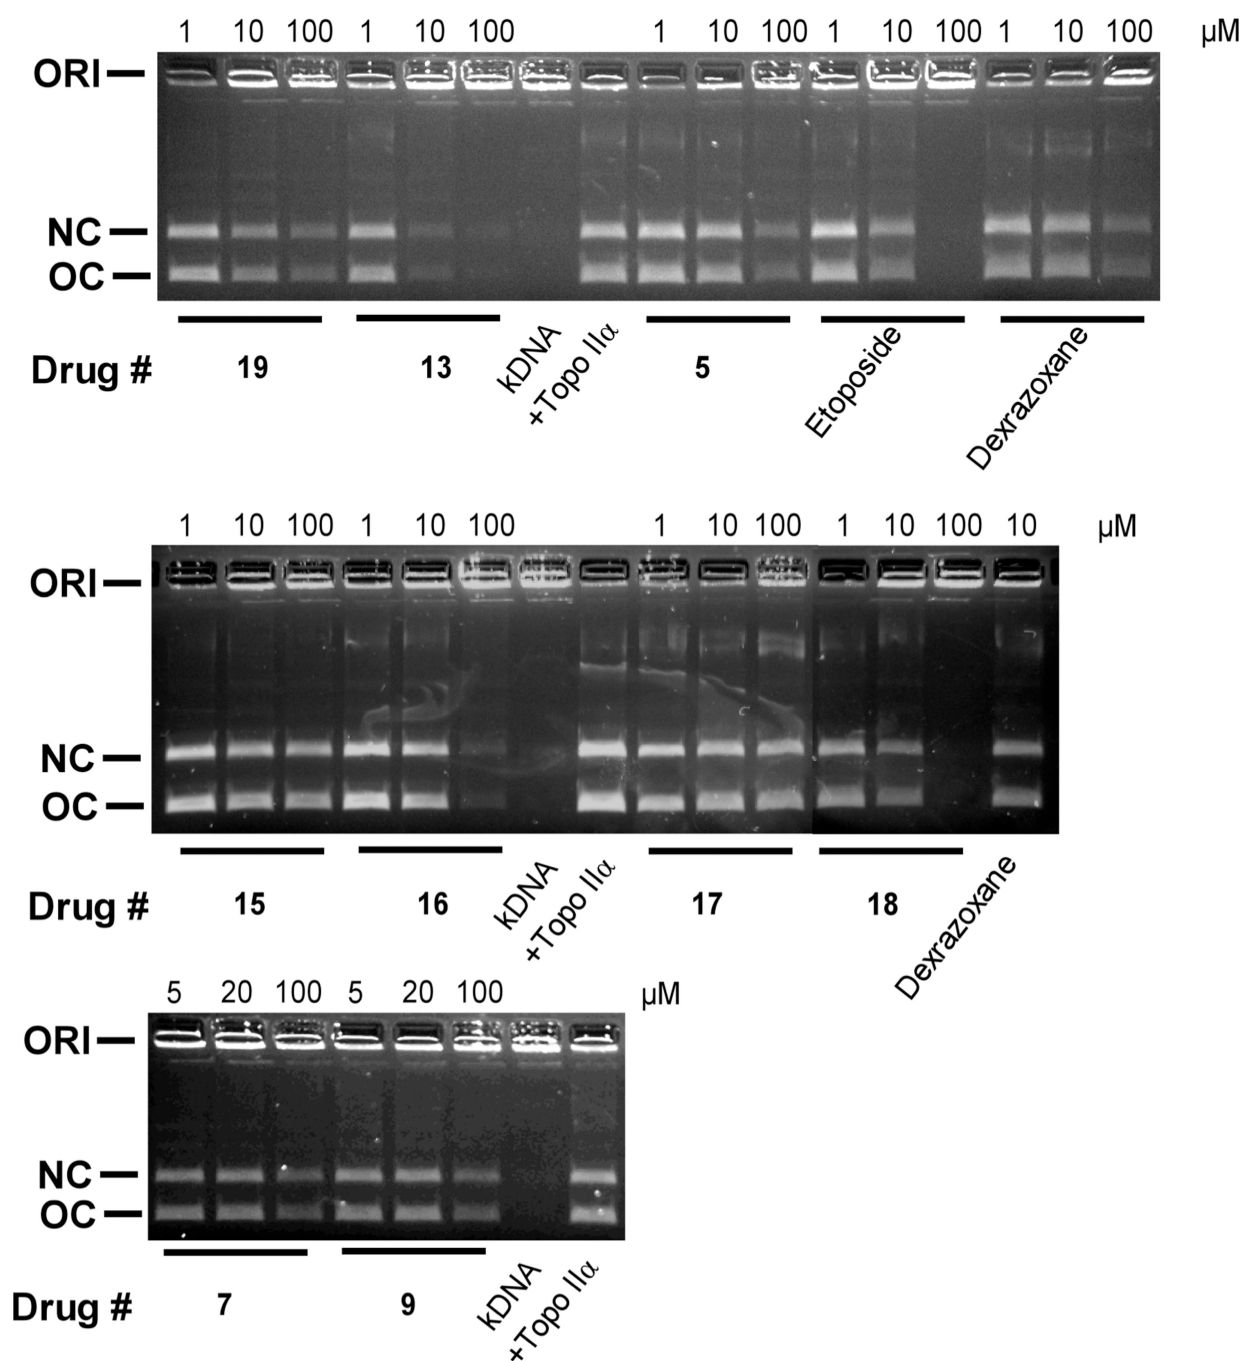 1 10 100 1 10 100 1 10 100 1 10 100 1 10 100 µM
ORI
NC
OC
Drug # 19 13 kDNA +Topo IIα 5 Etoposide Dexrazoxane
1 10 100 1 10 100 1 10 100 1 10 100 10 µM
ORI
NC
OC
Drug # 15 16 kDNA +Topo IIα 17 18 Dexrazoxane
5 20 100 5 20 100 µM
ORI
NC
OC
Drug # 7 9 kDNA +Topo IIα